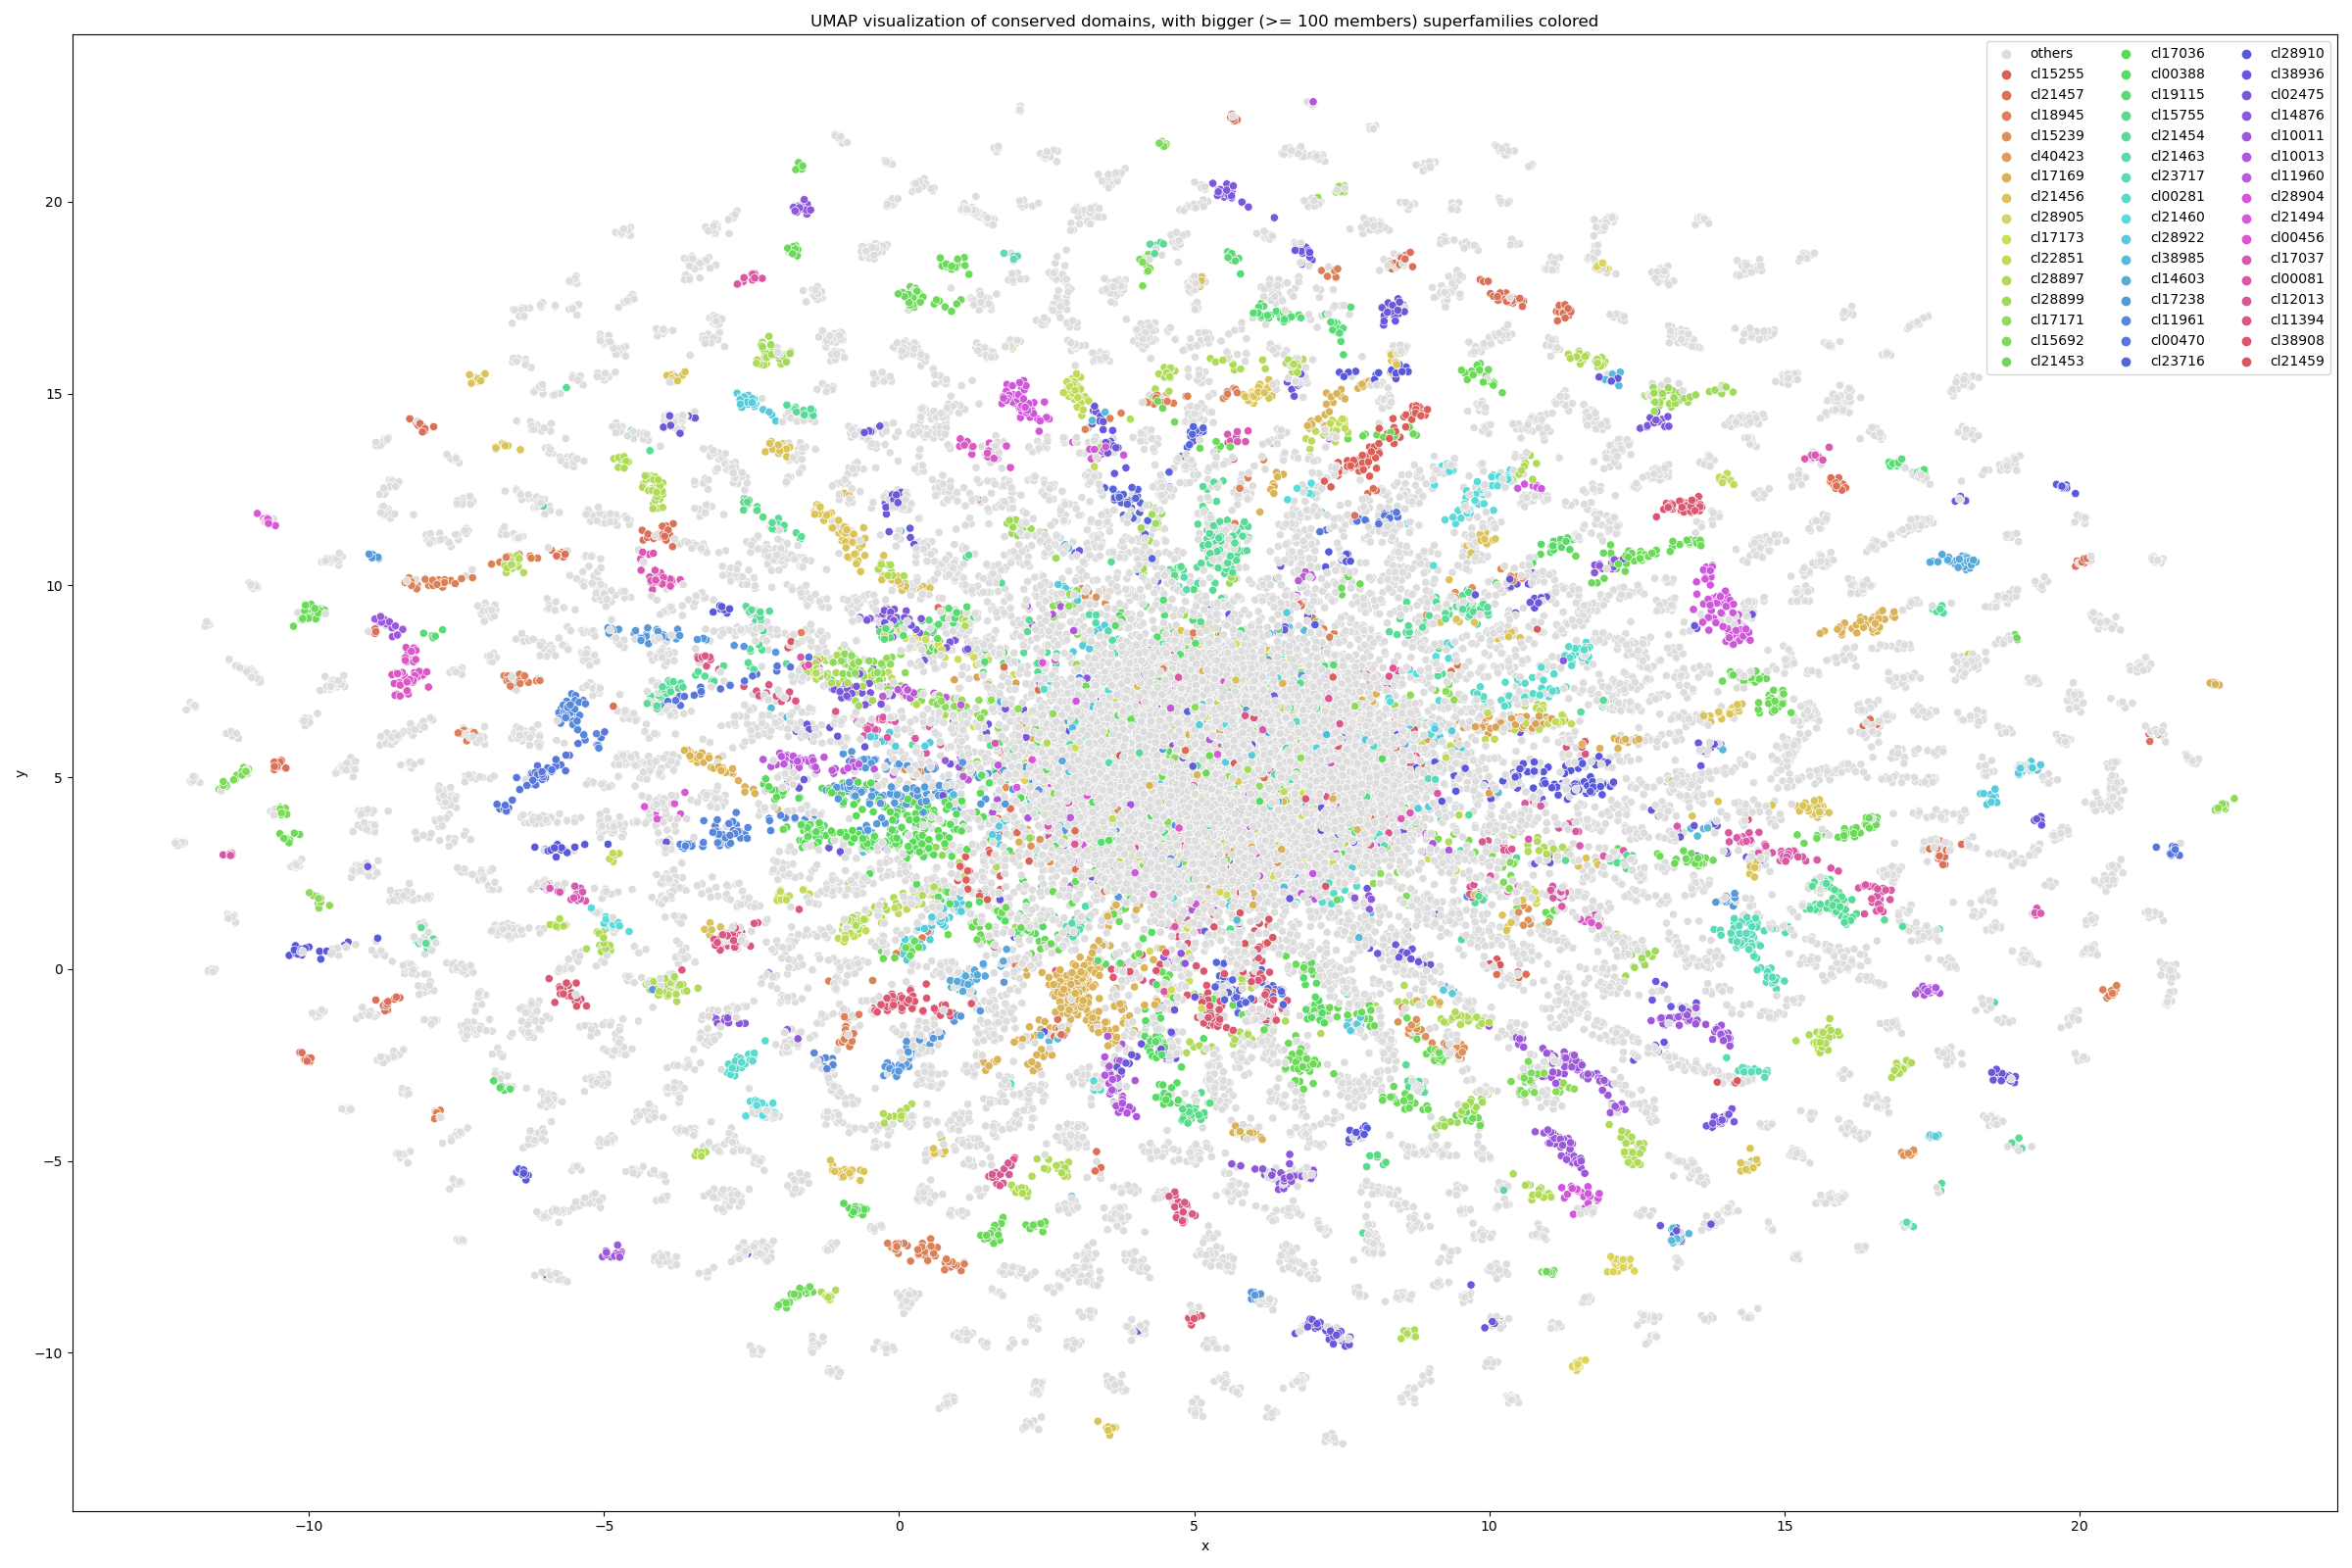 UMAP visualization of conserved domains, with bigger (>= 100 members) superfamilies colored
others cl17036 cl28910
cl15255 cl00388 cl38936
cl21457 cl19115 cl02475
cl18945 cl15755 cl14876
cl15239 cl21454 cl10011
cl40423 cl21463 cl10013
cl17169 cl23717 cl11960
cl21456 cl00281 cl28904
cl28905 cl21460 cl21494
cl17173 cl28922 cl00456
cl22851 cl38985 cl17037
cl28897 cl14603 cl00081
cl28899 cl17238 cl12013
cl17171 cl11961 cl11394
cl15692 cl00470 cl38908
cl21453 cl23716 cl21459
20
15
10
5
0
−5
−10
y
−10 −5 0 5 10 15 20
x